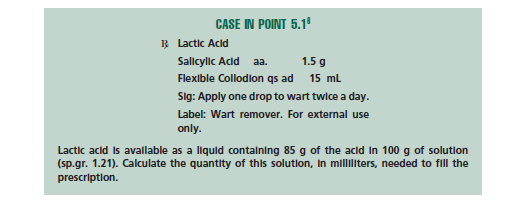 CASE IN POINT 5.1⁸
℞ Lactic Acid
Salicylic Acid aa. 1.5 g
Flexible Collodion qs ad 15 mL
Sig: Apply one drop to wart twice a day.
Label: Wart remover. For external use
only.
Lactic acid is available as a liquid containing 85 g of the acid in 100 g of solution
(sp.gr. 1.21). Calculate the quantity of this solution, in milliliters, needed to fill the
prescription.